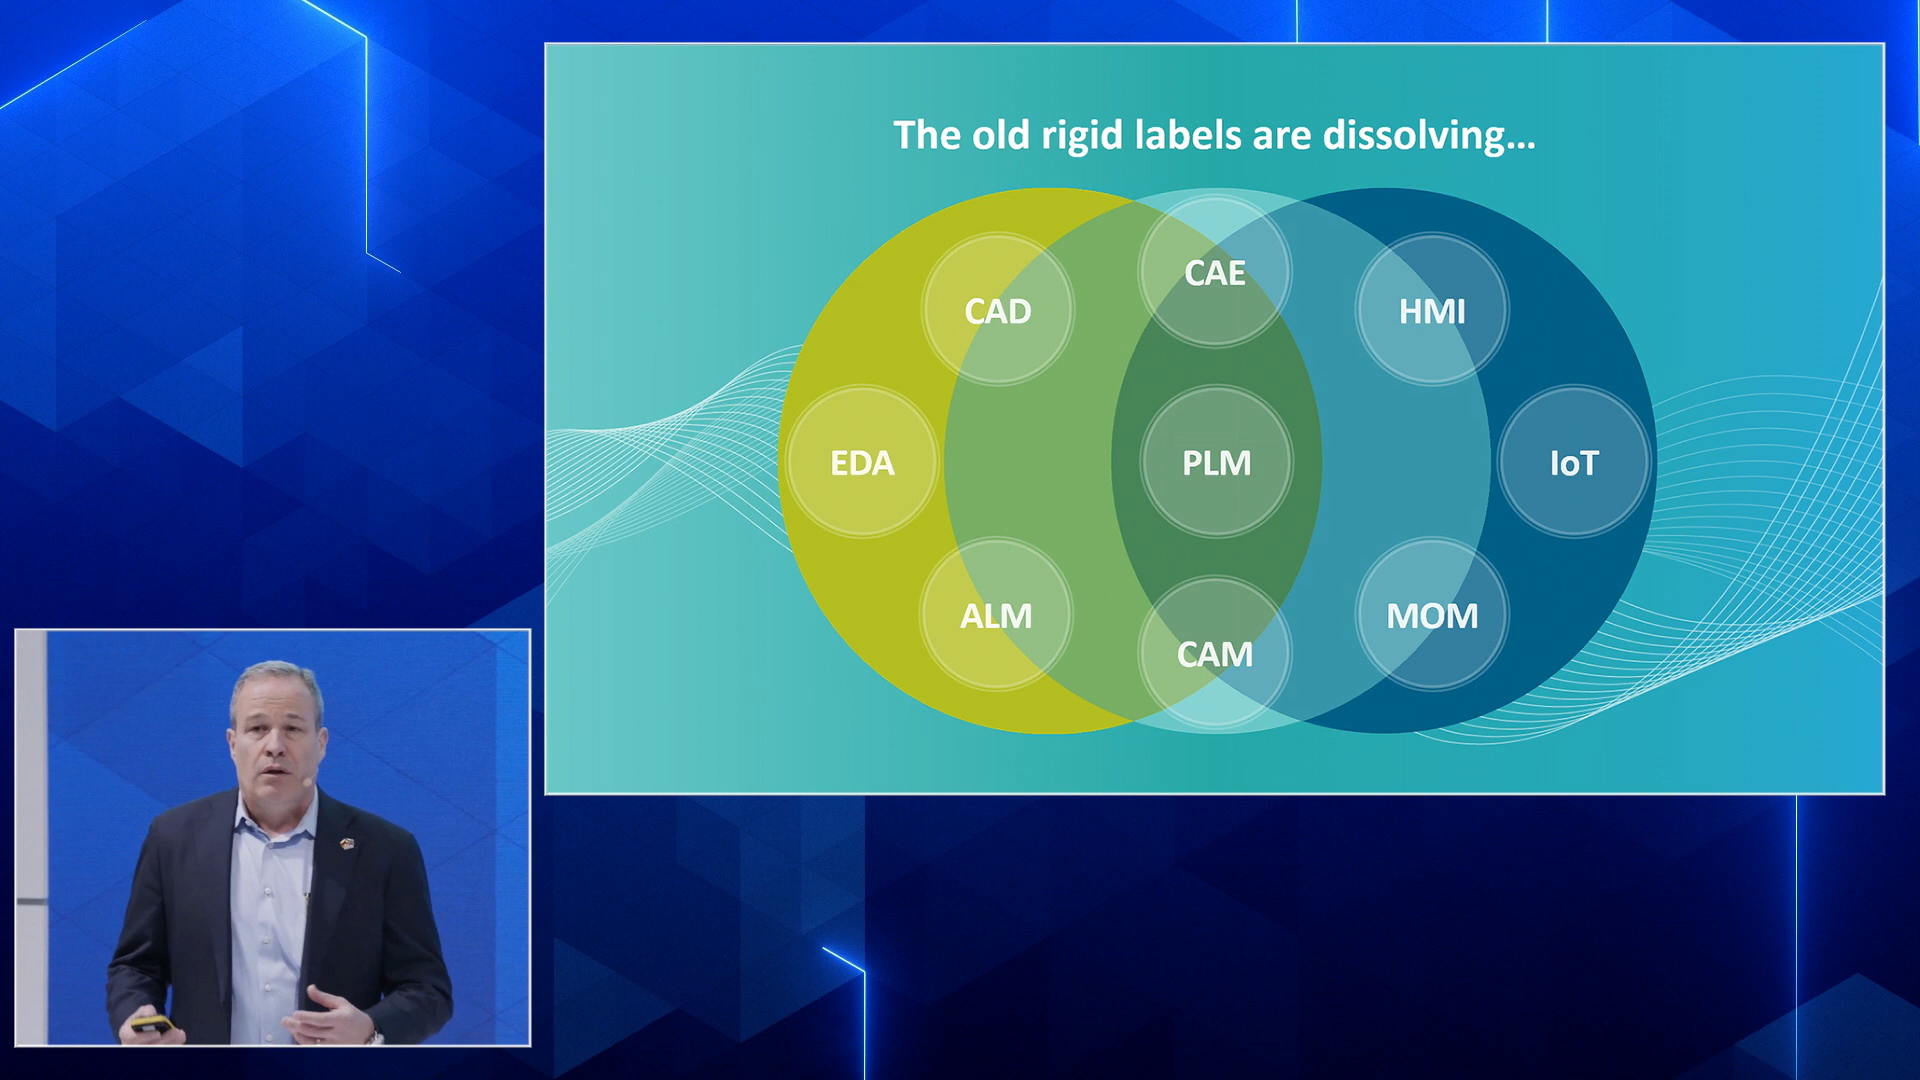 The old rigid labels are dissolving...
CAE
CAD
HMI
EDA
PLM
IoT
ALM
MOM
CAM